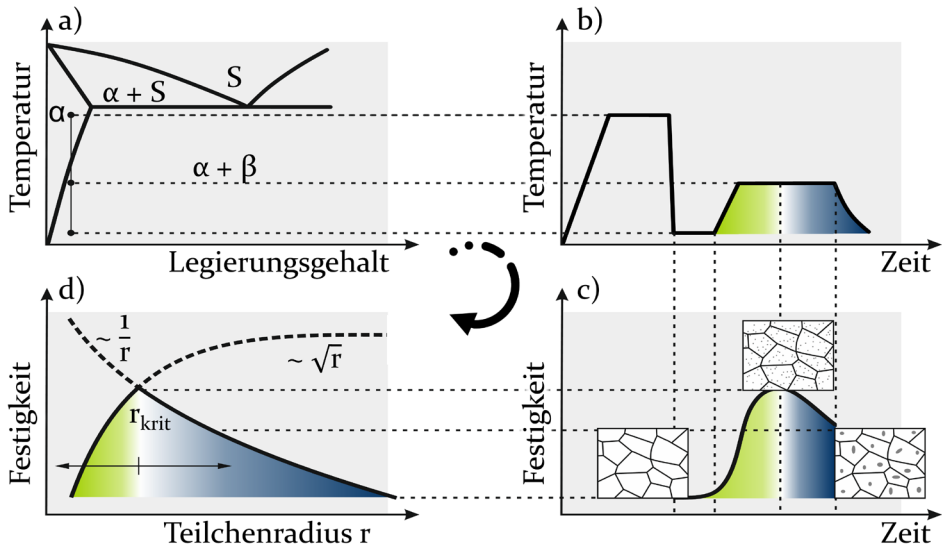 a)
Temperatur
α
α + S
S
α + β
Legierungsgehalt
b)
Temperatur
Zeit
d)
Festigkeit
~ 1/r
~ √r
r_krit
Teilchenradius r
c)
Festigkeit
Zeit